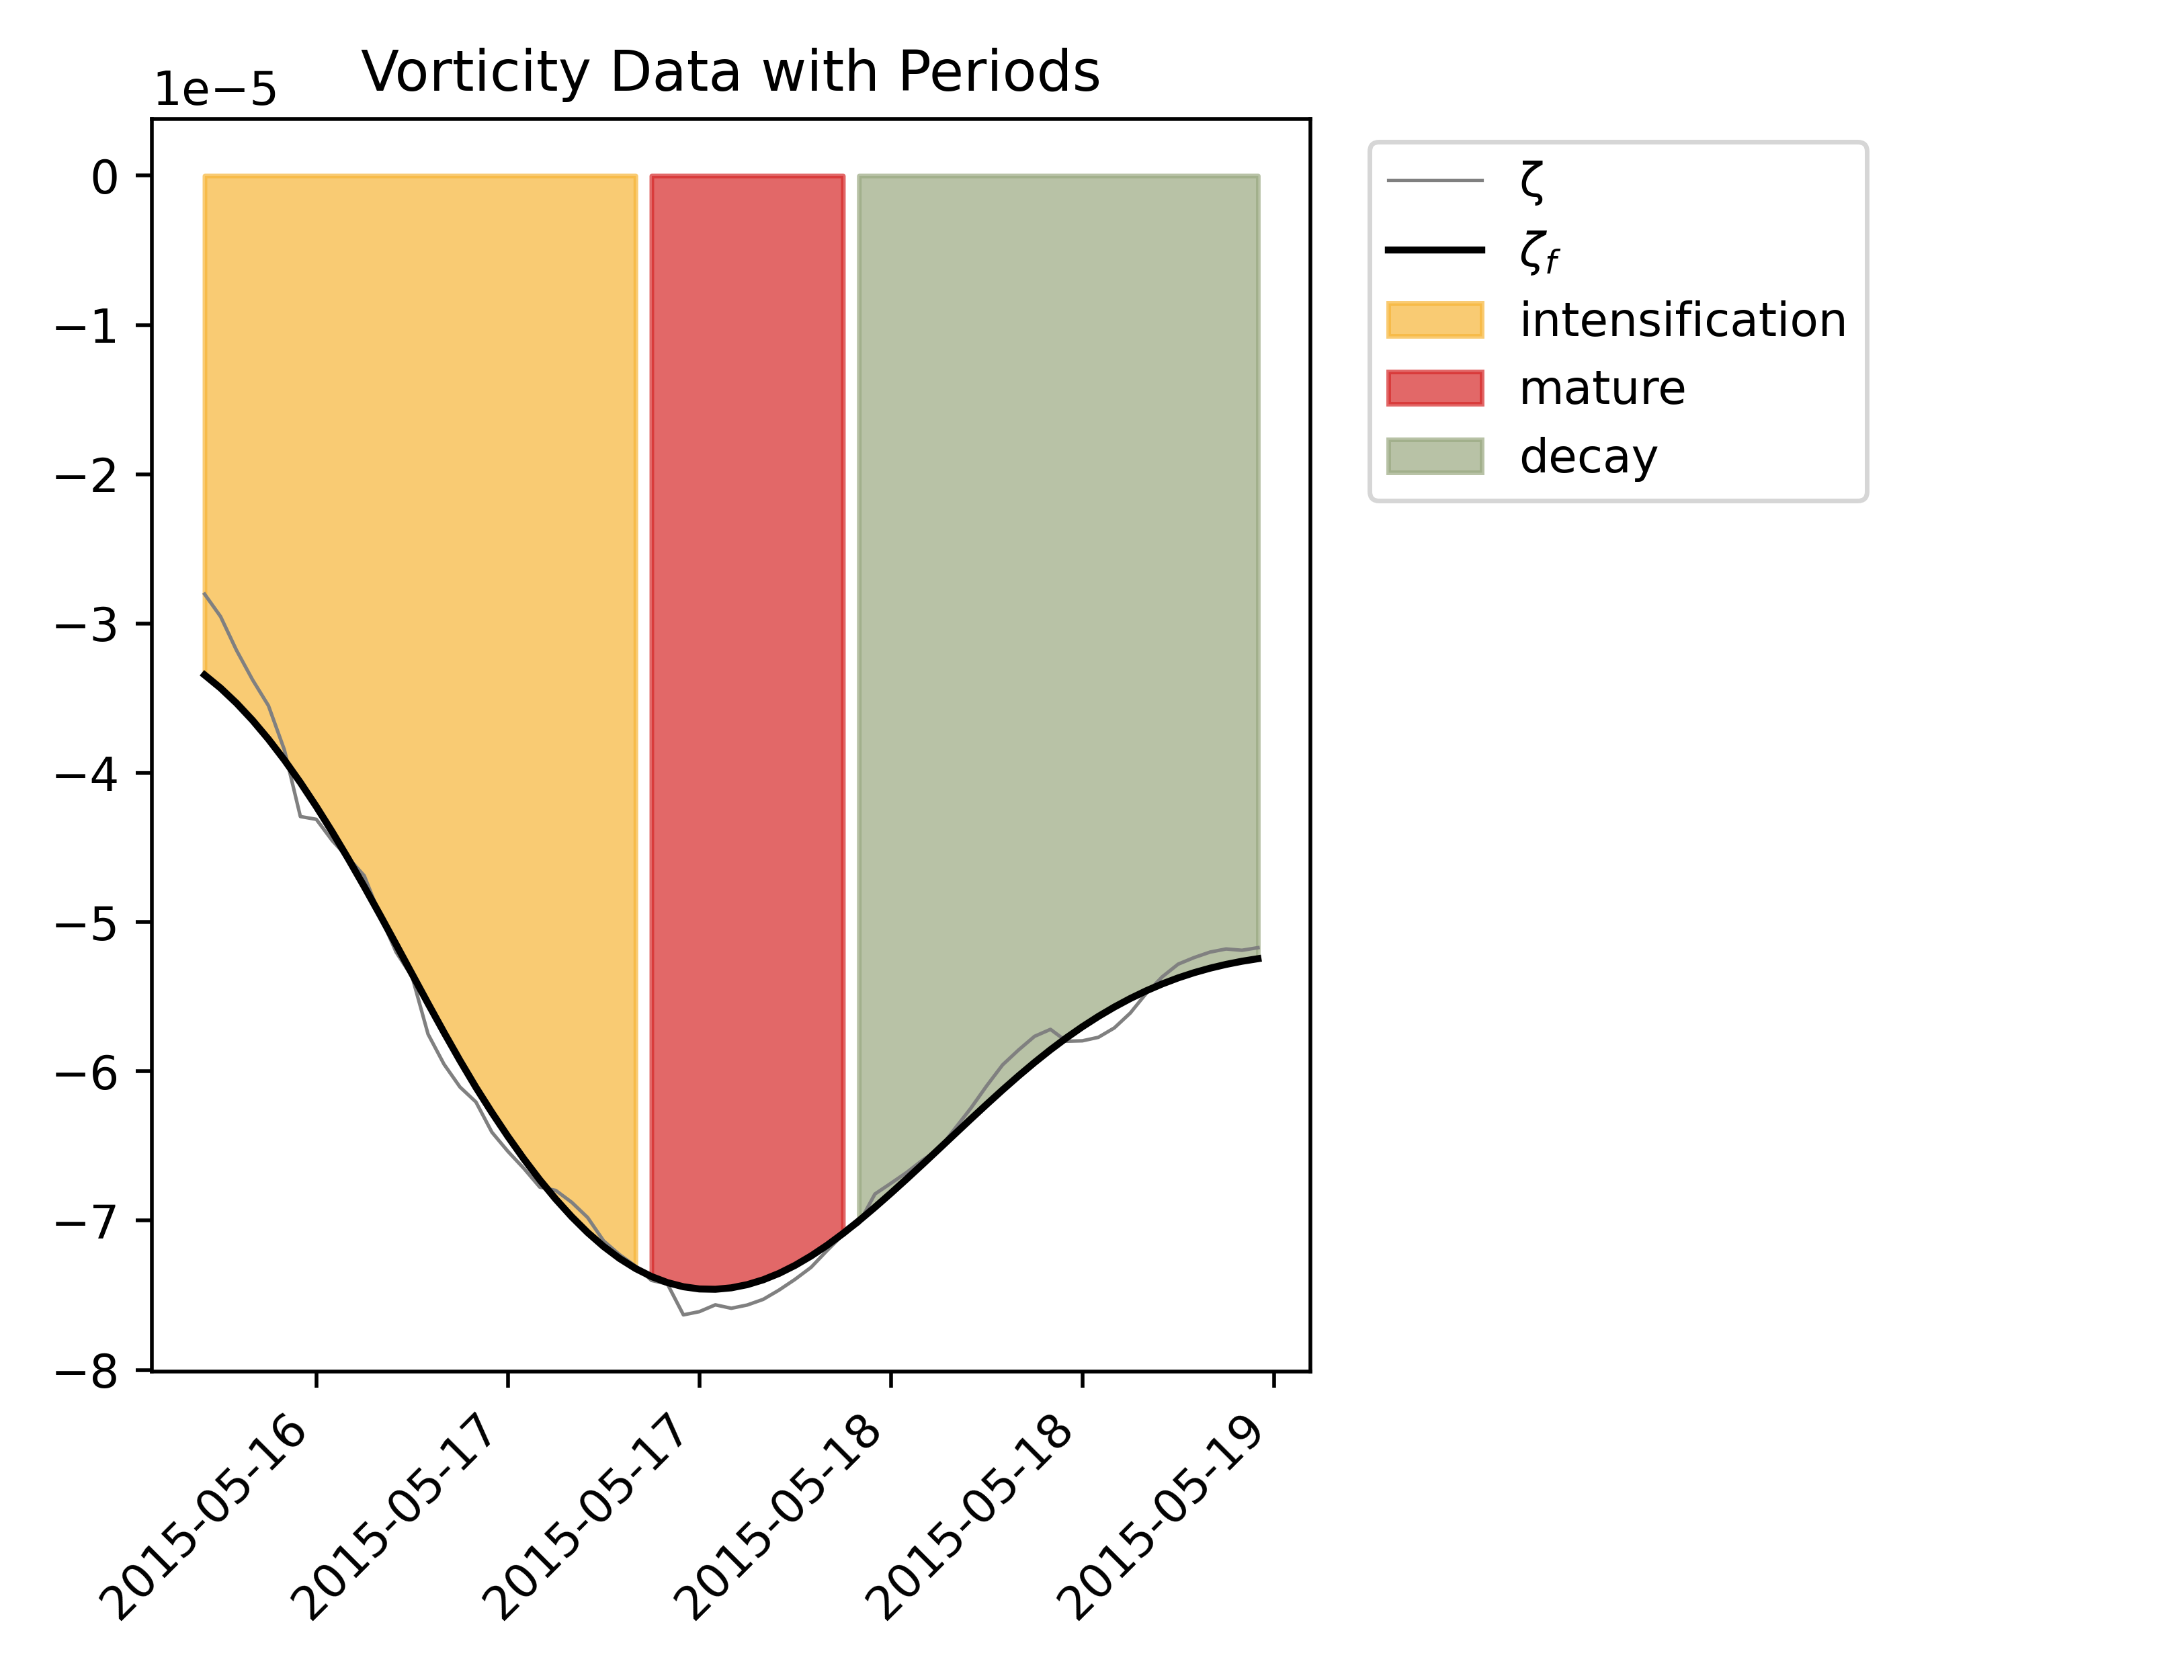 Vorticity Data with Periods
1e−5
0
−1
−2
−3
−4
−5
−6
−7
−8
2015-05-16
2015-05-17
2015-05-17
2015-05-18
2015-05-18
2015-05-19
ζ
ζf
intensification
mature
decay